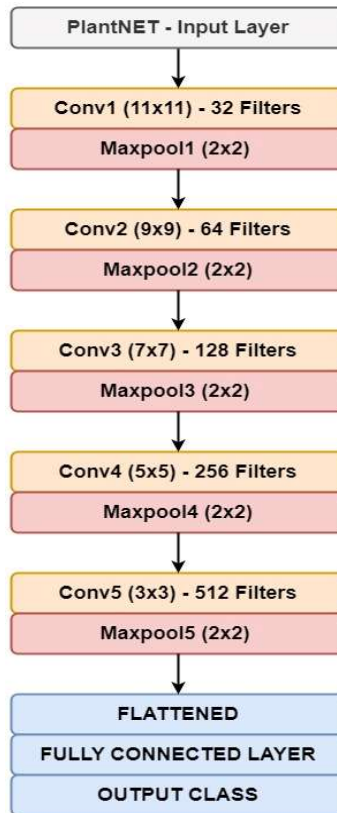 PlantNET - Input Layer
Conv1 (11x11) - 32 Filters
Maxpool1 (2x2)
Conv2 (9x9) - 64 Filters
Maxpool2 (2x2)
Conv3 (7x7) - 128 Filters
Maxpool3 (2x2)
Conv4 (5x5) - 256 Filters
Maxpool4 (2x2)
Conv5 (3x3) - 512 Filters
Maxpool5 (2x2)
FLATTENED
FULLY CONNECTED LAYER
OUTPUT CLASS